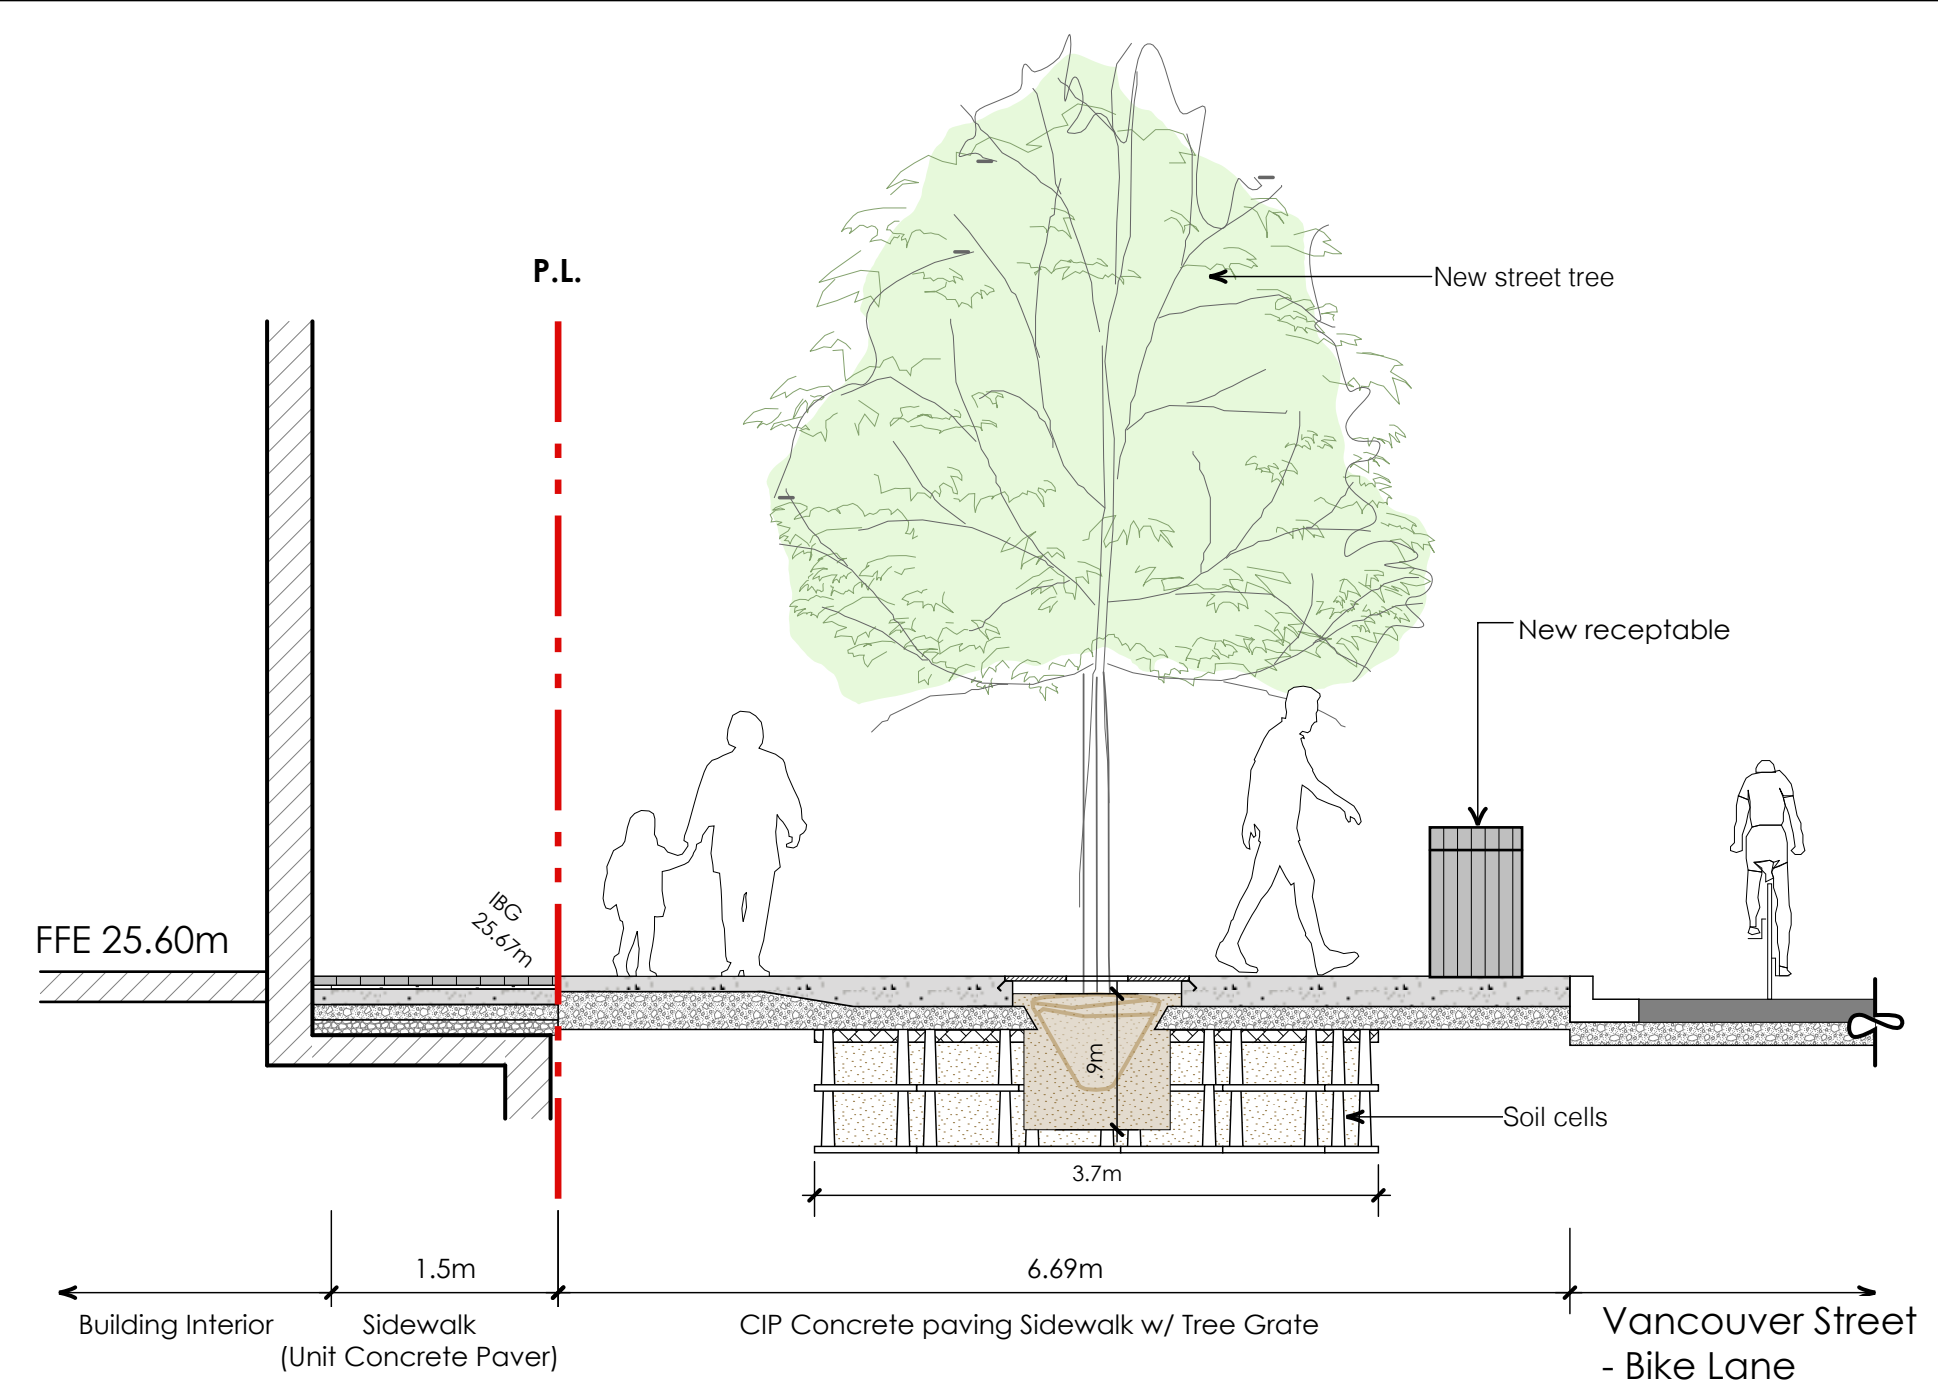 P.L.
New street tree
New receptable
IBG
25.67m
FFE 25.60m
.9m
Soil cells
3.7m
1.5m
6.69m
Building Interior
Sidewalk
(Unit Concrete Paver)
CIP Concrete paving Sidewalk w/ Tree Grate
Vancouver Street
- Bike Lane